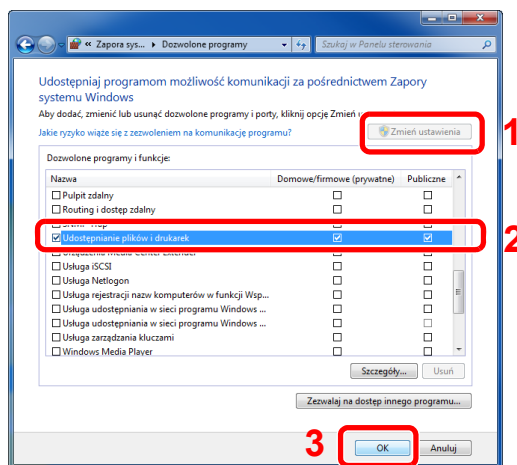 « Zapora sys... ▸ Dozwolone programy
Szukaj w Panelu sterowania
Udostępniaj programom możliwość komunikacji za pośrednictwem Zapory
systemu Windows
Aby dodać, zmienić lub usunąć dozwolone programy i porty, kliknij opcję Zmień
Jakie ryzyko wiąże się z zezwoleniem na komunikację programu?
Zmień ustawienia
1
Dozwolone programy i funkcje:
Nazwa Domowe/firmowe (prywatne) Publiczne
Pulpit zdalny
Routing i dostęp zdalny
Udostępnianie plików i drukarek
2
Urządzenia Media Center Extender
Usługa iSCSI
Usługa Netlogon
Usługa rejestracji nazw komputerów w funkcji Wsp...
Usługa udostępniania w sieci programu Windows ...
Usługa udostępniania w sieci programu Windows ...
Usługa zarządzania kluczami
Windows Media Player
Szczegóły... Usuń
Zezwalaj na dostęp innego programu...
3
OK Anuluj